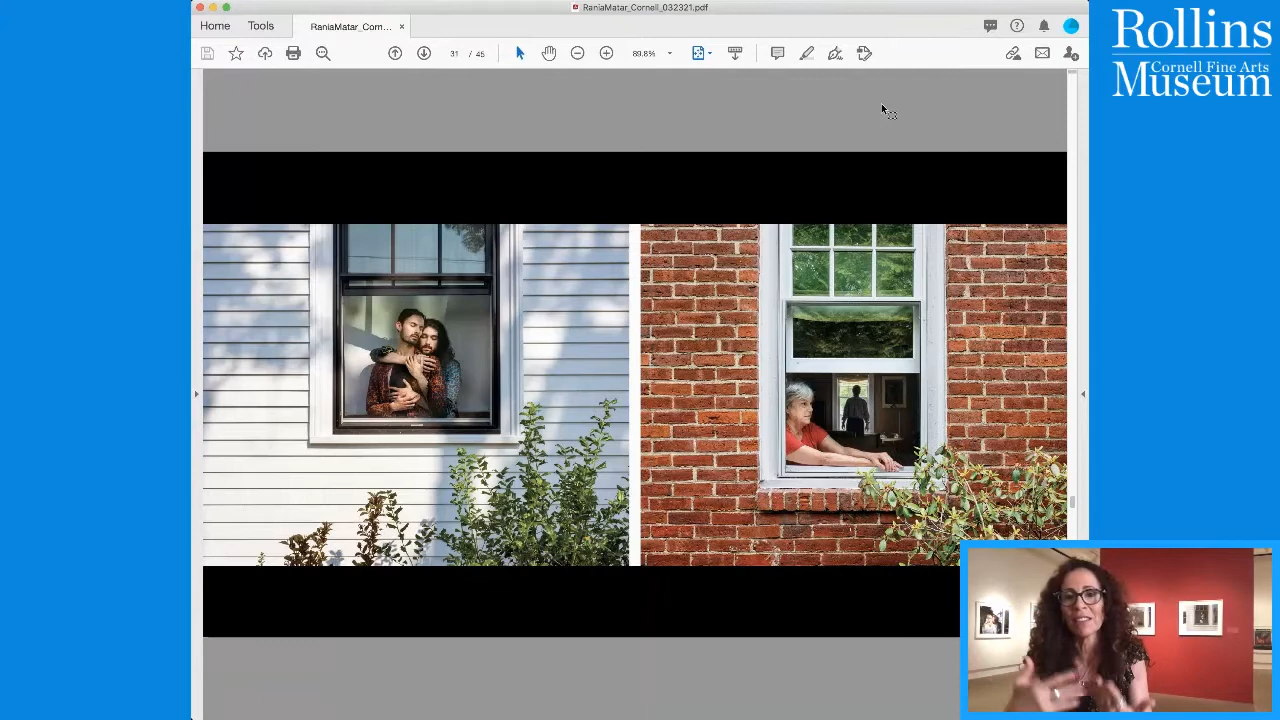 RaniaMatar_Cornell_032321.pdf
Home
Tools
RaniaMatar_Corn...
×
31 / 45
89.8%
Rollins
Cornell Fine Arts
Museum